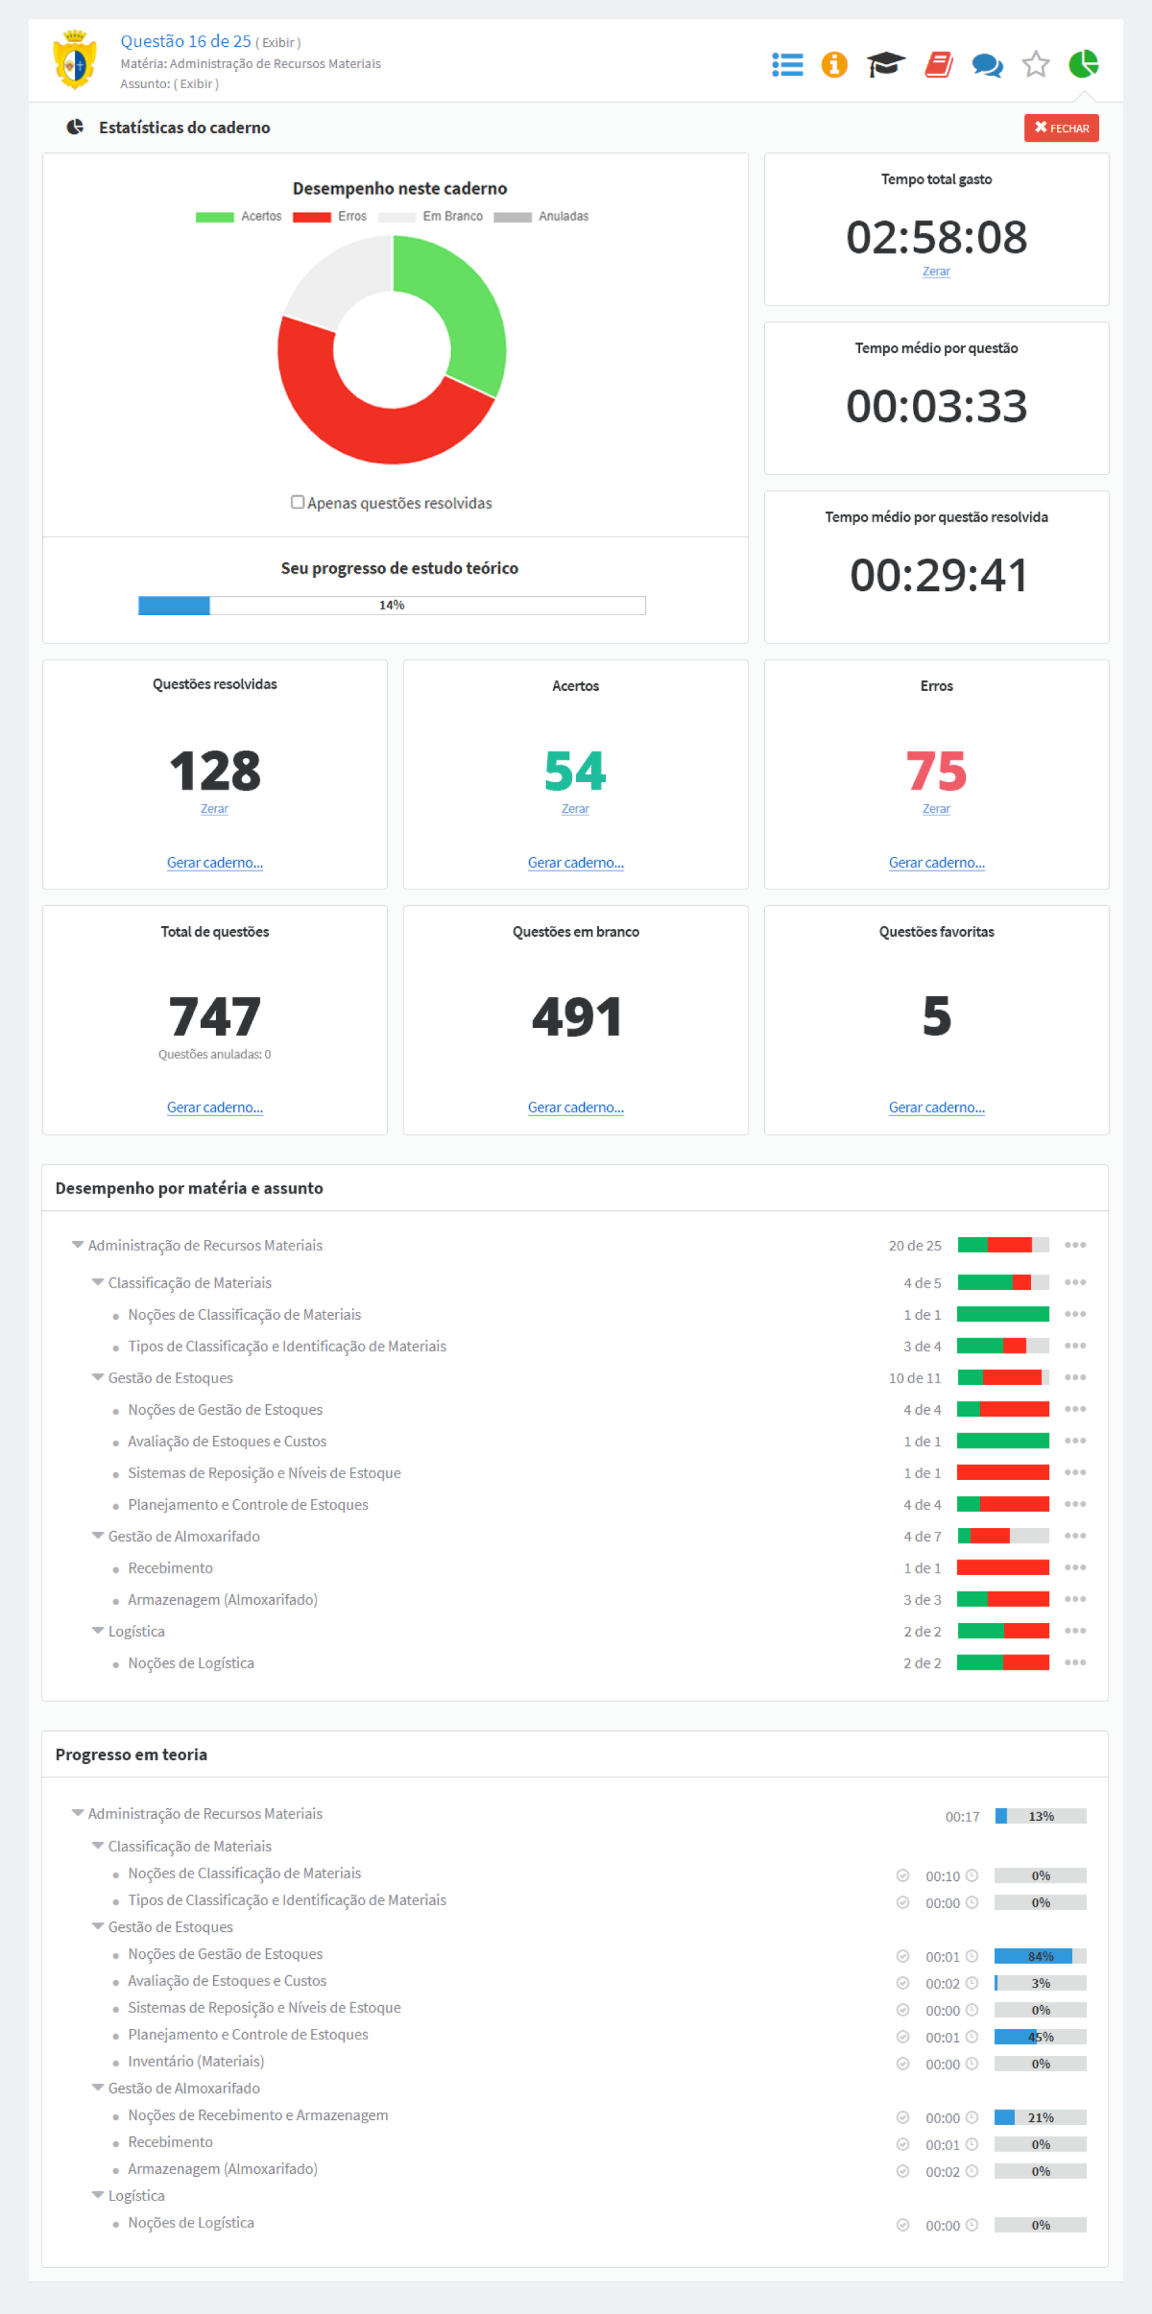 Questão 16 de 25 ( Exibir )
Matéria: Administração de Recursos Materiais
Assunto: ( Exibir )
Estatísticas do caderno
✖ FECHAR
Desempenho neste caderno
Acertos Erros Em Branco Anuladas
Apenas questões resolvidas
Seu progresso de estudo teórico
14%
Tempo total gasto
02:58:08
Zerar
Tempo médio por questão
00:03:33
Tempo médio por questão resolvida
00:29:41
Questões resolvidas
128
Zerar
Gerar caderno...
Acertos
54
Zerar
Gerar caderno...
Erros
75
Zerar
Gerar caderno...
Total de questões
747
Questões anuladas: 0
Gerar caderno...
Questões em branco
491
Gerar caderno...
Questões favoritas
5
Gerar caderno...
Desempenho por matéria e assunto
Administração de Recursos Materiais 20 de 25
Classificação de Materiais 4 de 5
Noções de Classificação de Materiais 1 de 1
Tipos de Classificação e Identificação de Materiais 3 de 4
Gestão de Estoques 10 de 11
Noções de Gestão de Estoques 4 de 4
Avaliação de Estoques e Custos 1 de 1
Sistemas de Reposição e Níveis de Estoque 1 de 1
Planejamento e Controle de Estoques 4 de 4
Gestão de Almoxarifado 4 de 7
Recebimento 1 de 1
Armazenagem (Almoxarifado) 3 de 3
Logística 2 de 2
Noções de Logística 2 de 2
Progresso em teoria
Administração de Recursos Materiais 00:17 13%
Classificação de Materiais
Noções de Classificação de Materiais 00:10 0%
Tipos de Classificação e Identificação de Materiais 00:00 0%
Gestão de Estoques
Noções de Gestão de Estoques 00:01 84%
Avaliação de Estoques e Custos 00:02 3%
Sistemas de Reposição e Níveis de Estoque 00:00 0%
Planejamento e Controle de Estoques 00:01 45%
Inventário (Materiais) 00:00 0%
Gestão de Almoxarifado
Noções de Recebimento e Armazenagem 00:00 21%
Recebimento 00:01 0%
Armazenagem (Almoxarifado) 00:02 0%
Logística
Noções de Logística 00:00 0%